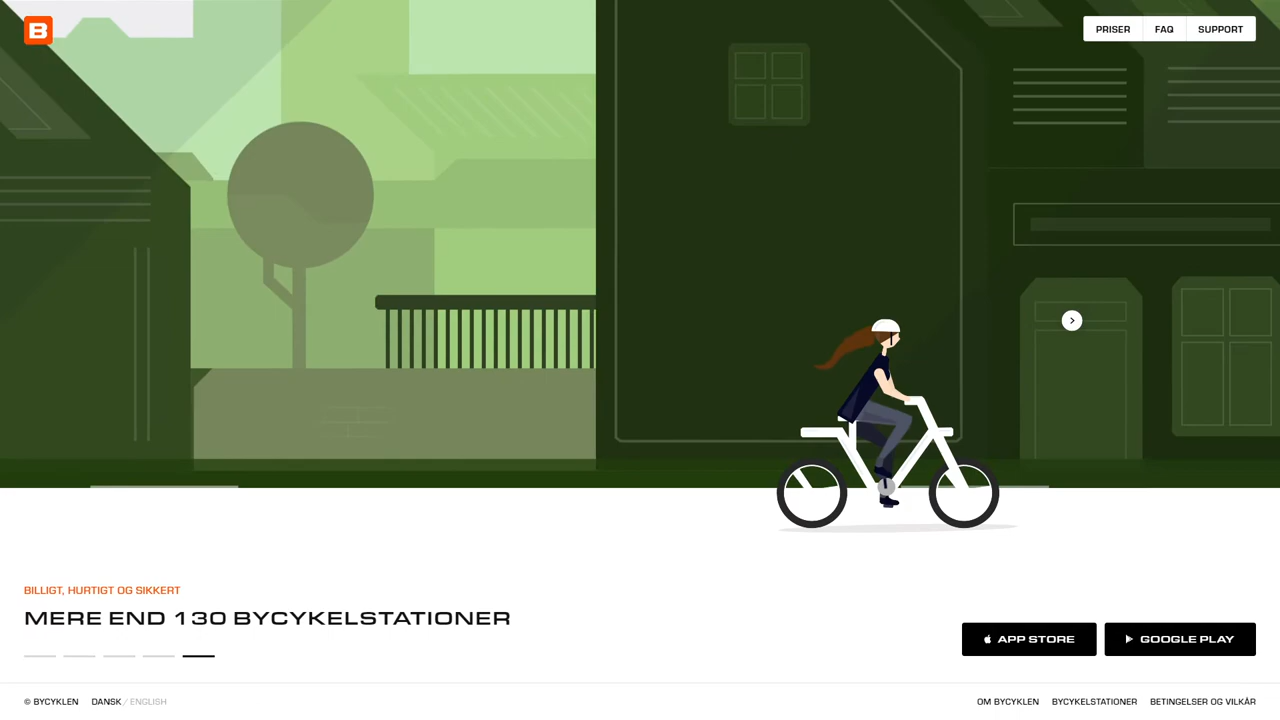 B
PRISER
FAQ
SUPPORT
BILLIGT, HURTIGT OG SIKKERT
MERE END 130 BYCYKELSTATIONER
APP STORE
GOOGLE PLAY
© BYCYKLEN
DANSK / ENGLISH
OM BYCYKLEN
BYCYKELSTATIONER
BETINGELSER OG VILKÅR